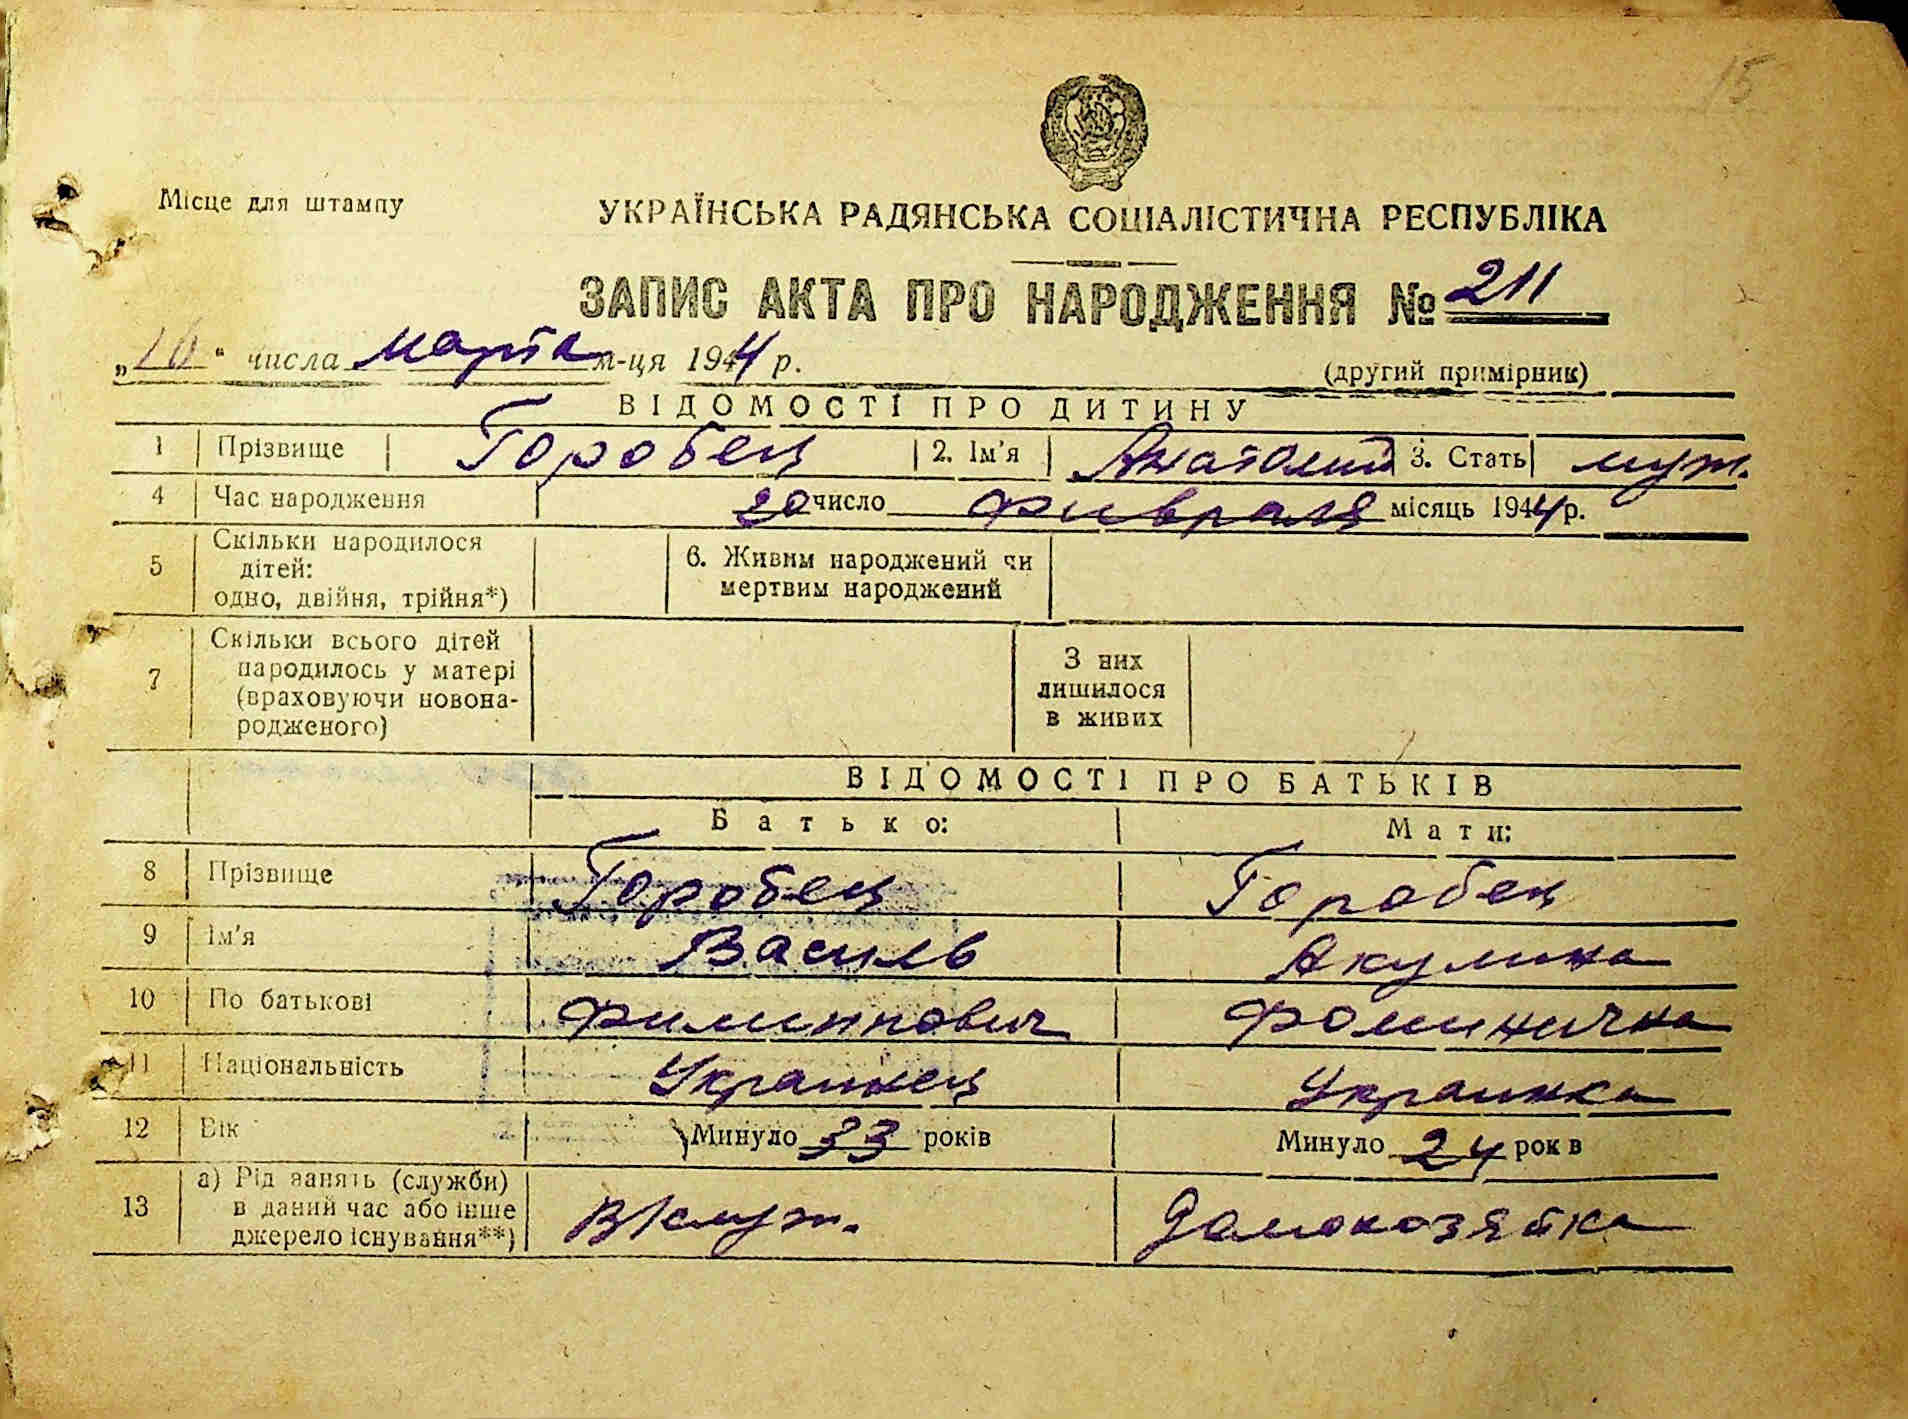 15
Місце для штампу
УКРАЇНСЬКА РАДЯНСЬКА СОЦІАЛІСТИЧНА РЕСПУБЛІКА
ЗАПИС АКТА ПРО НАРОДЖЕННЯ № 211
„10“ числа марта м-ця 1944 р.
(другий примірник)
ВІДОМОСТІ ПРО ДИТИНУ
1 Прізвище Горобец 2. Ім'я Анатолий 3. Стать муж.
4 Час народження 20 число февраля місяць 1944 р.
5 Скільки народилося дітей: одно, двійня, трійня*) 6. Живим народжений чи мертвим народжений
7 Скільки всього дітей народилось у матері (враховуючи новона-родженого) З них лишилося в живих
ВІДОМОСТІ ПРО БАТЬКІВ
Батько: Мати:
8 Прізвище Горобец Горобец
9 Ім'я Василь Акулина
10 По батькові Филиппович Фоминична
11 Національність Украинец Украинка
12 Вік Минуло 33 років Минуло 24 рок в
13 а) Рід занять (служби) в даний час або інше джерело існування**) Домохозяйка